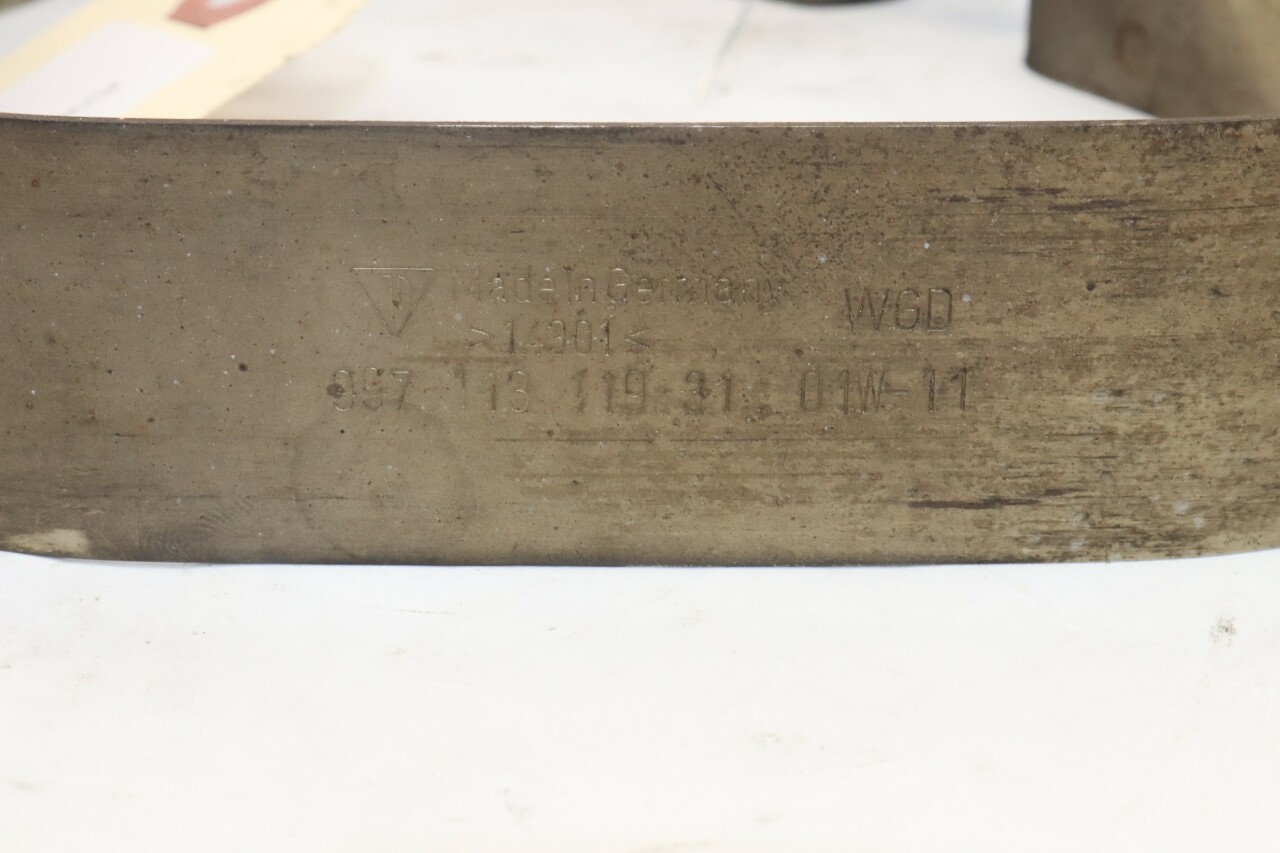 Made In Germany WGD
>14301<
997 113 119.31. 01W-11